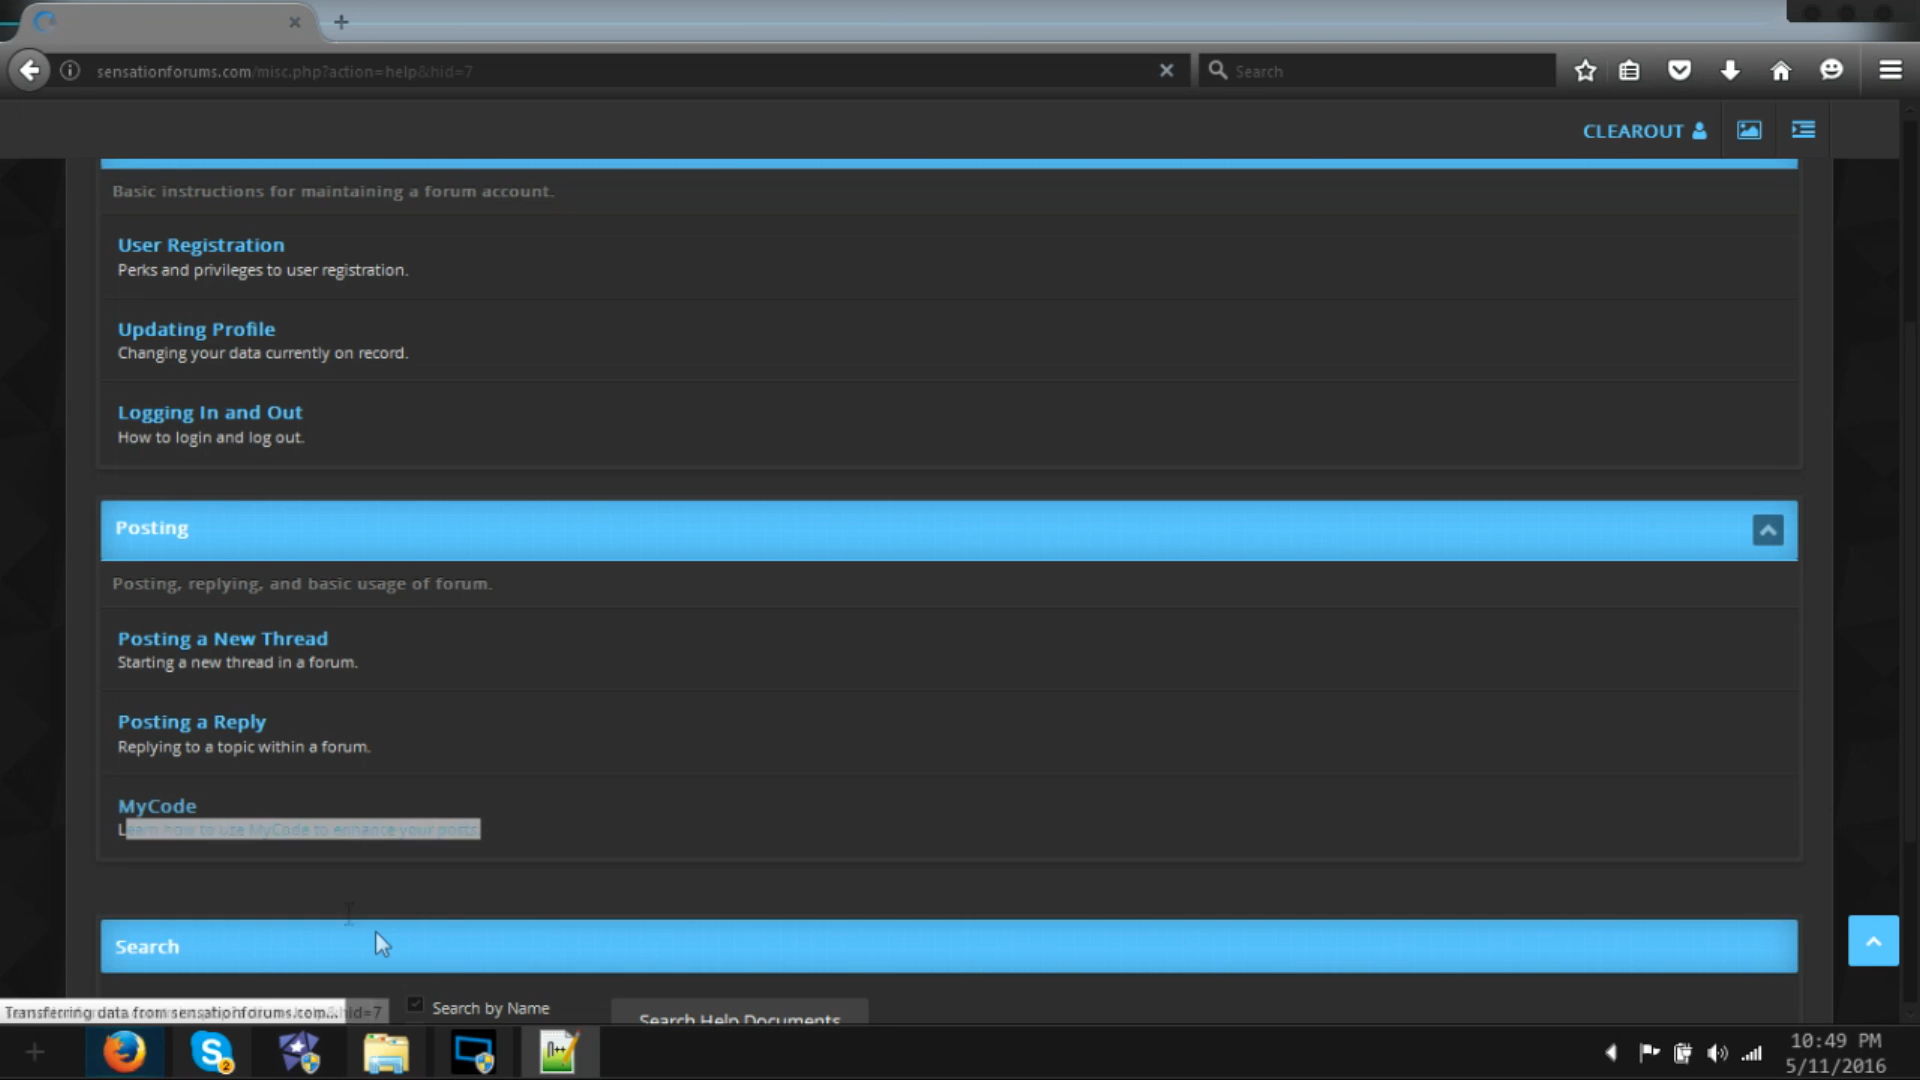 sensationforums.com/misc.php?action=help&hid=7
Search
CLEAROUT
Basic instructions for maintaining a forum account.
User Registration
Perks and privileges to user registration.
Updating Profile
Changing your data currently on record.
Logging In and Out
How to login and log out.
Posting
Posting, replying, and basic usage of forum.
Posting a New Thread
Starting a new thread in a forum.
Posting a Reply
Replying to a topic within a forum.
MyCode
Learn how to use MyCode to enhance your posts.
Search
Search by Name
Search Help Documents
Transferring data from sensationforums.com...
hid=7
2
10:49 PM
5/11/2016